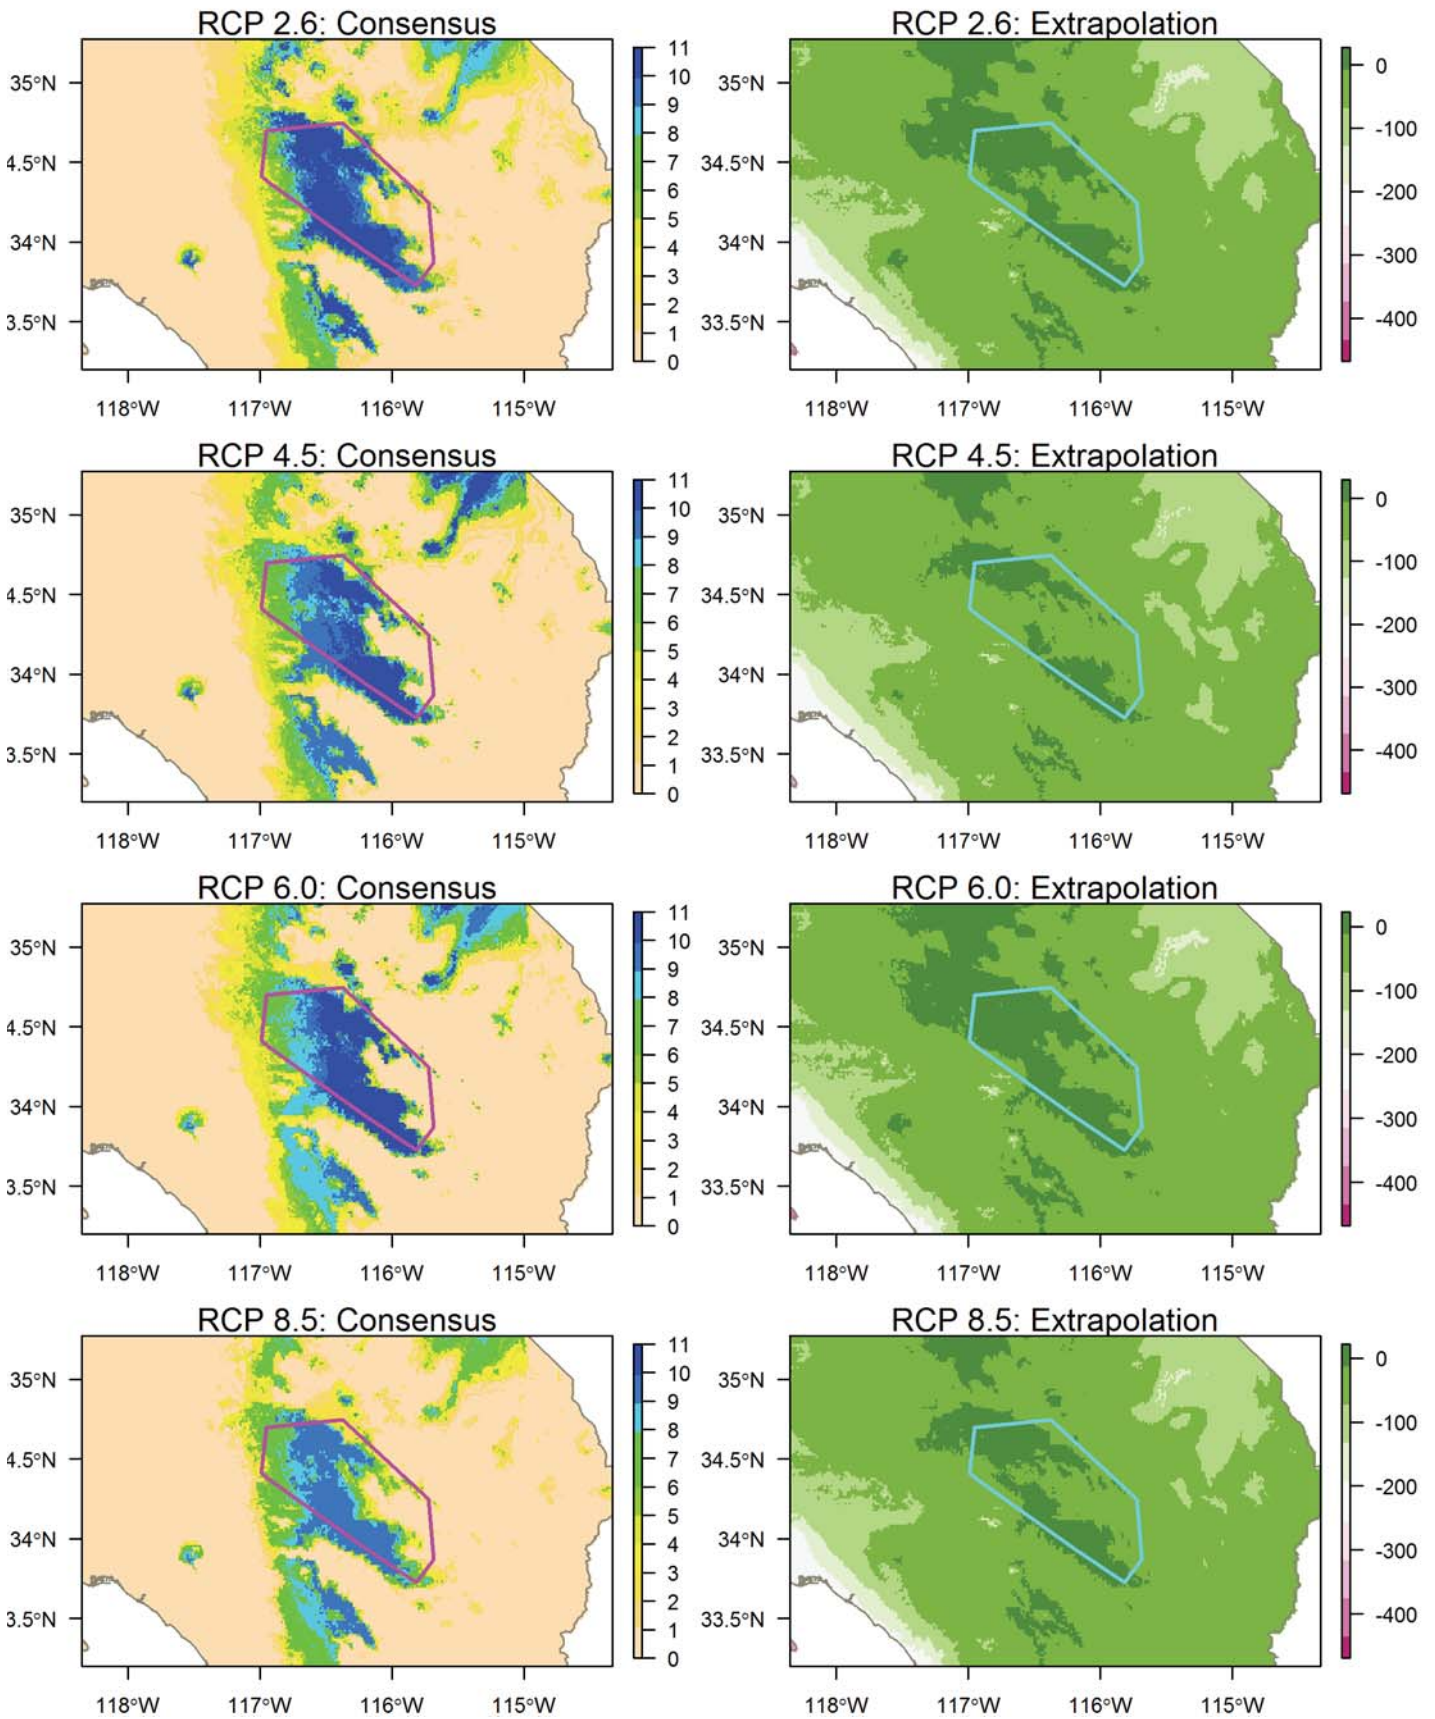 RCP 2.6: Consensus
RCP 2.6: Extrapolation
35°N
4.5°N
34°N
3.5°N
11
10
9
8
7
6
5
4
3
2
1
0
35°N
34.5°N
34°N
33.5°N
0
-100
-200
-300
-400
118°W 117°W 116°W 115°W
118°W 117°W 116°W 115°W
RCP 4.5: Consensus
RCP 4.5: Extrapolation
35°N
4.5°N
34°N
3.5°N
11
10
9
8
7
6
5
4
3
2
1
0
35°N
34.5°N
34°N
33.5°N
0
-100
-200
-300
-400
118°W 117°W 116°W 115°W
118°W 117°W 116°W 115°W
RCP 6.0: Consensus
RCP 6.0: Extrapolation
35°N
4.5°N
34°N
3.5°N
11
10
9
8
7
6
5
4
3
2
1
0
35°N
34.5°N
34°N
33.5°N
0
-100
-200
-300
-400
118°W 117°W 116°W 115°W
118°W 117°W 116°W 115°W
RCP 8.5: Consensus
RCP 8.5: Extrapolation
35°N
4.5°N
34°N
3.5°N
11
10
9
8
7
6
5
4
3
2
1
0
35°N
34.5°N
34°N
33.5°N
0
-100
-200
-300
-400
118°W 117°W 116°W 115°W
118°W 117°W 116°W 115°W